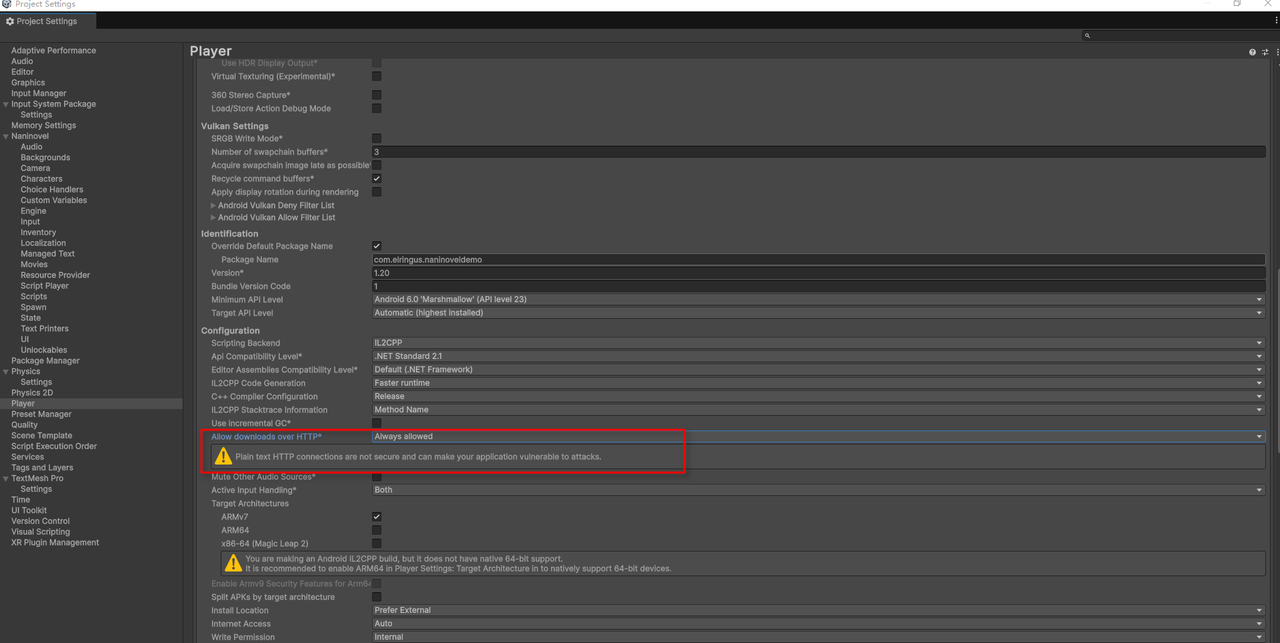 Project Settings
Project Settings
Adaptive Performance
Audio
Editor
Graphics
Input Manager
Input System Package
Settings
Memory Settings
Naninovel
Audio
Backgrounds
Camera
Characters
Choice Handlers
Custom Variables
Engine
Input
Inventory
Localization
Managed Text
Movies
Resource Provider
Script Player
Scripts
Spawn
State
Text Printers
UI
Unlockables
Package Manager
Physics
Settings
Physics 2D
Player
Preset Manager
Quality
Scene Template
Script Execution Order
Services
Tags and Layers
TextMesh Pro
Settings
Time
UI Toolkit
Version Control
Visual Scripting
XR Plugin Management
Player
Use HDR Display Output*
Virtual Texturing (Experimental)*
360 Stereo Capture*
Load/Store Action Debug Mode
Vulkan Settings
SRGB Write Mode*
Number of swapchain buffers* 3
Acquire swapchain image late as possible*
Recycle command buffers*
Apply display rotation during rendering
Android Vulkan Deny Filter List
Android Vulkan Allow Filter List
Identification
Override Default Package Name
Package Name com.elringus.naninoveldemo
Version* 1.20
Bundle Version Code 1
Minimum API Level Android 6.0 'Marshmallow' (API level 23)
Target API Level Automatic (highest installed)
Configuration
Scripting Backend IL2CPP
Api Compatibility Level* .NET Standard 2.1
Editor Assemblies Compatibility Level* Default (.NET Framework)
IL2CPP Code Generation Faster runtime
C++ Compiler Configuration Release
IL2CPP Stacktrace Information Method Name
Use incremental GC*
Allow downloads over HTTP* Always allowed
Plain text HTTP connections are not secure and can make your application vulnerable to attacks.
Mute Other Audio Sources*
Active Input Handling* Both
Target Architectures
ARMv7
ARM64
x86-64 (Magic Leap 2)
You are making an Android IL2CPP build, but it does not have native 64-bit support.
It is recommended to enable ARM64 in Player Settings: Target Architecture in to natively support 64-bit devices.
Enable Armv9 Security Features for Arm64
Split APKs by target architecture
Install Location Prefer External
Internet Access Auto
Write Permission Internal